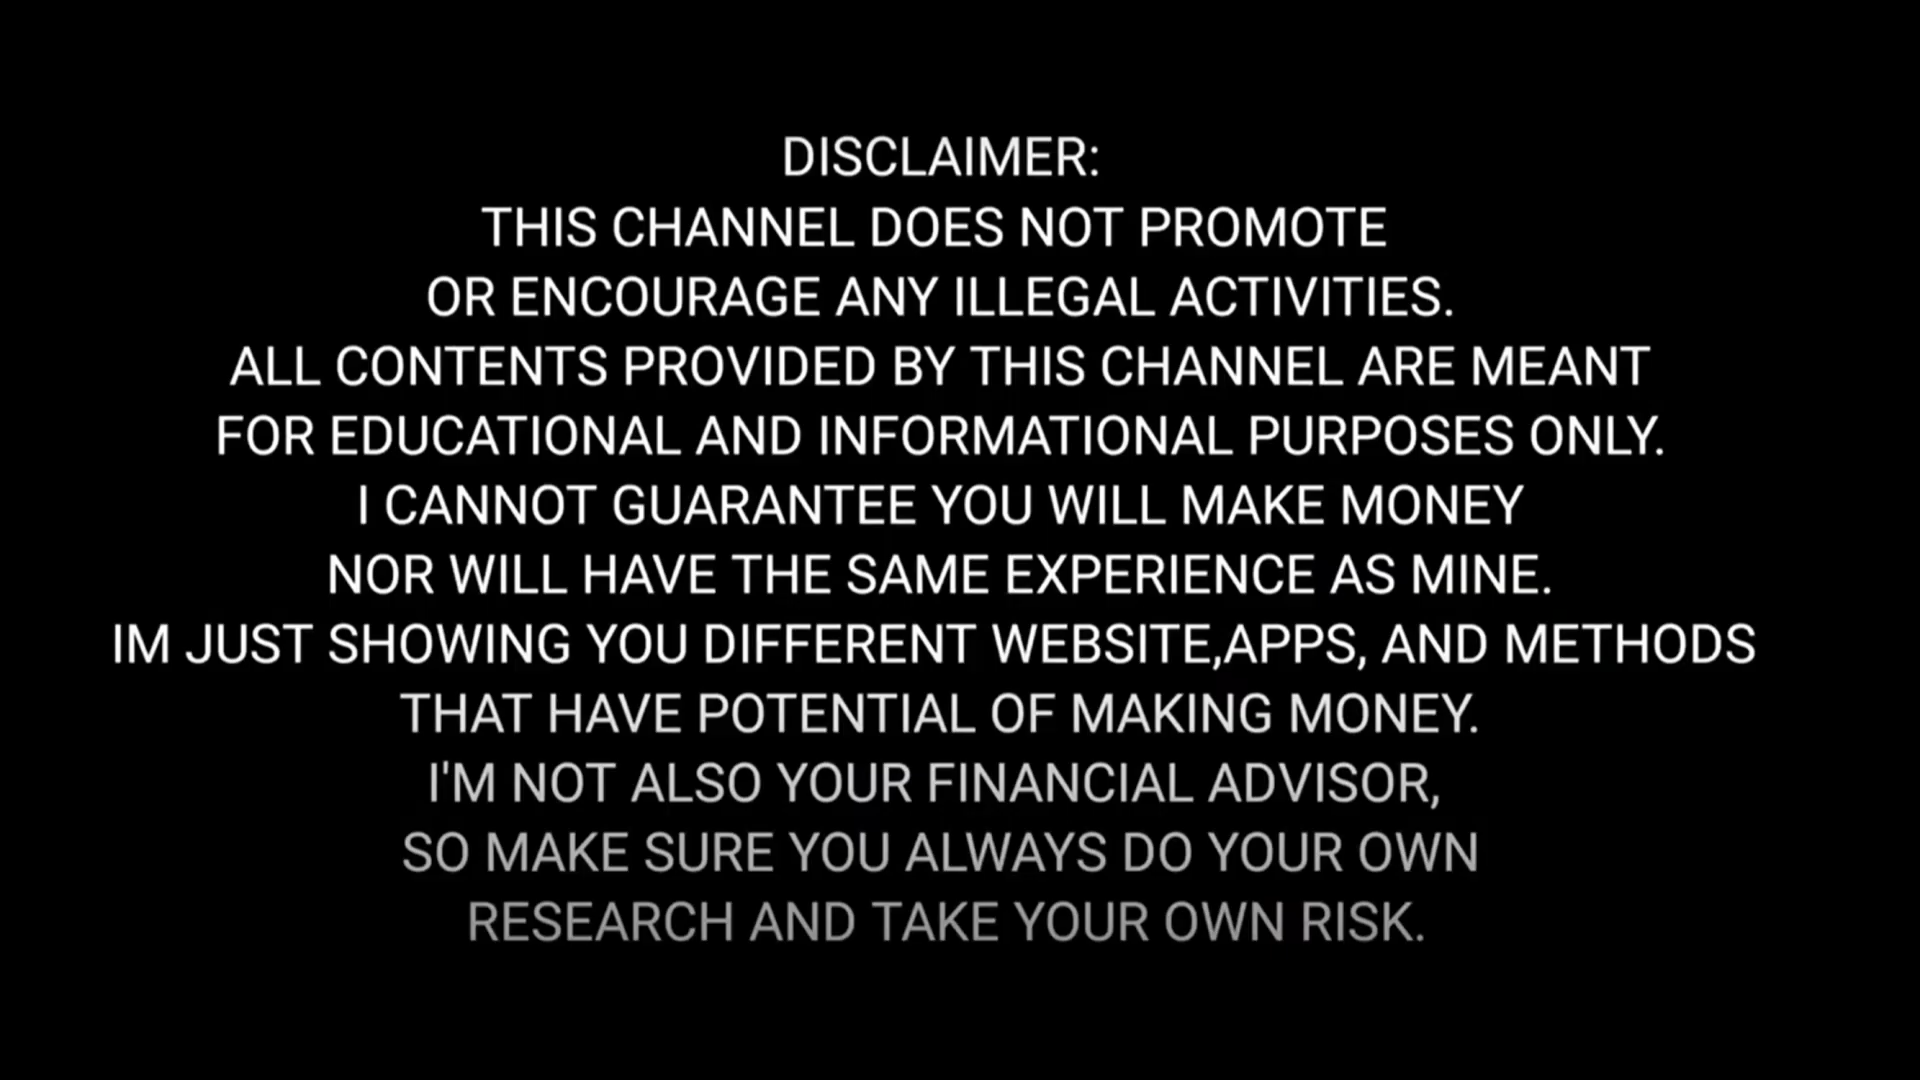 DISCLAIMER:
THIS CHANNEL DOES NOT PROMOTE
OR ENCOURAGE ANY ILLEGAL ACTIVITIES.
ALL CONTENTS PROVIDED BY THIS CHANNEL ARE MEANT
FOR EDUCATIONAL AND INFORMATIONAL PURPOSES ONLY.
I CANNOT GUARANTEE YOU WILL MAKE MONEY
NOR WILL HAVE THE SAME EXPERIENCE AS MINE.
IM JUST SHOWING YOU DIFFERENT WEBSITE,APPS, AND METHODS
THAT HAVE POTENTIAL OF MAKING MONEY.
I'M NOT ALSO YOUR FINANCIAL ADVISOR,
SO MAKE SURE YOU ALWAYS DO YOUR OWN
RESEARCH AND TAKE YOUR OWN RISK.